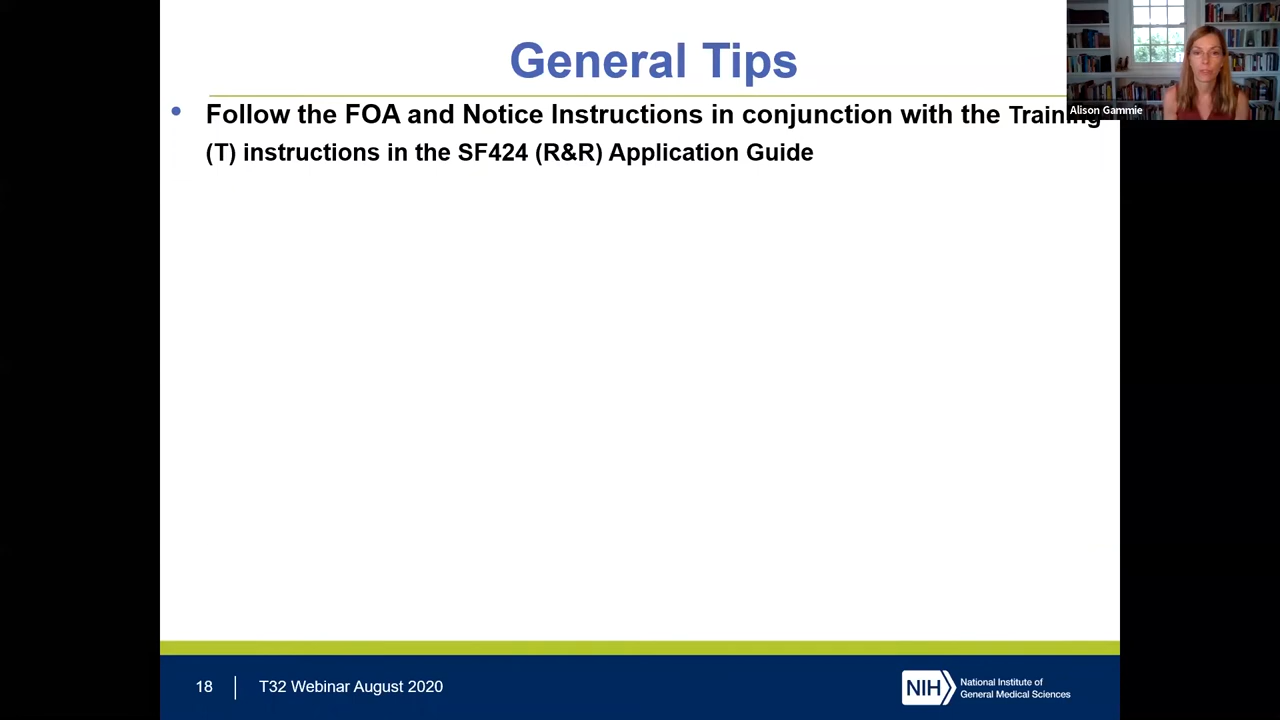 General Tips
• Follow the FOA and Notice Instructions in conjunction with the Training
(T) instructions in the SF424 (R&R) Application Guide
Alison Gammie
18
T32 Webinar August 2020
NIH
National Institute of
General Medical Sciences